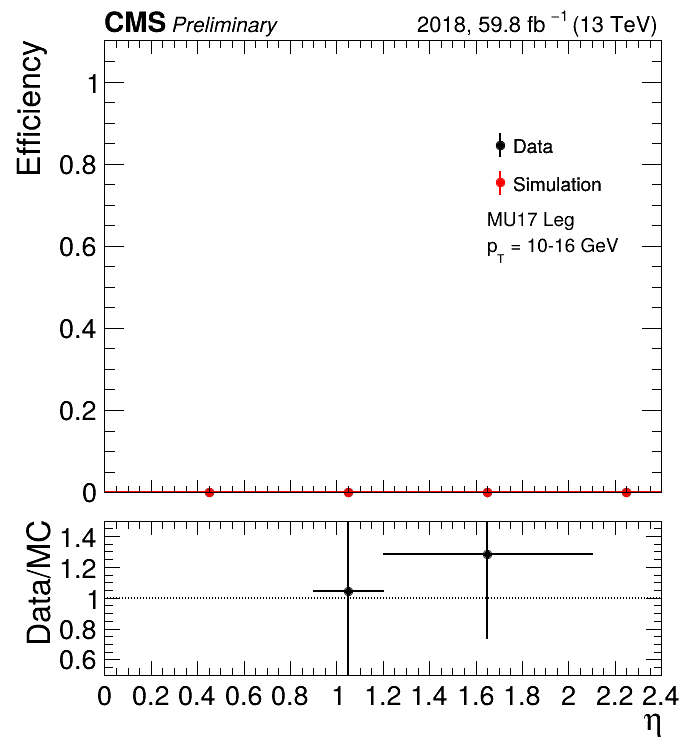 CMS Preliminary 2018, 59.8 fb⁻¹ (13 TeV)
Efficiency
1
0.8
0.6
0.4
0.2
0
Data
Simulation
MU17 Leg
p_T = 10-16 GeV
Data/MC
1.4
1.2
1
0.8
0.6
0 0.2 0.4 0.6 0.8 1 1.2 1.4 1.6 1.8 2 2.2 2.4
η